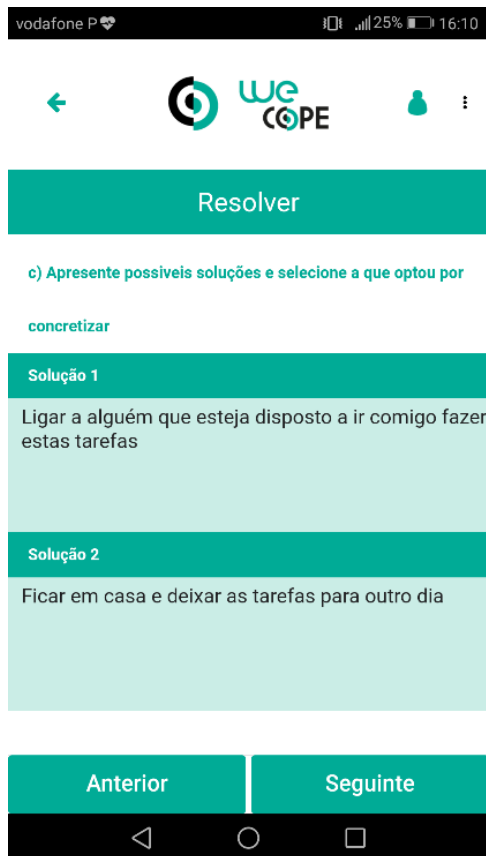 vodafone P
25% 16:10
we
COPE
Resolver
c) Apresente possiveis soluções e selecione a que optou por
concretizar
Solução 1
Ligar a alguém que esteja disposto a ir comigo fazer
estas tarefas
Solução 2
Ficar em casa e deixar as tarefas para outro dia
Anterior
Seguinte